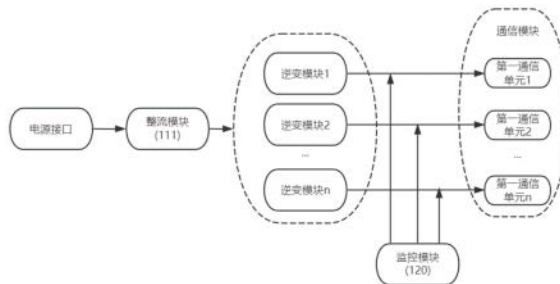 通信模块
逆变模块1
第一通信
单元1
电源接口
整流模块
(111)
逆变模块2
第一通信
单元2
...
...
逆变模块n
第一通信
单元n
监控模块
(120)